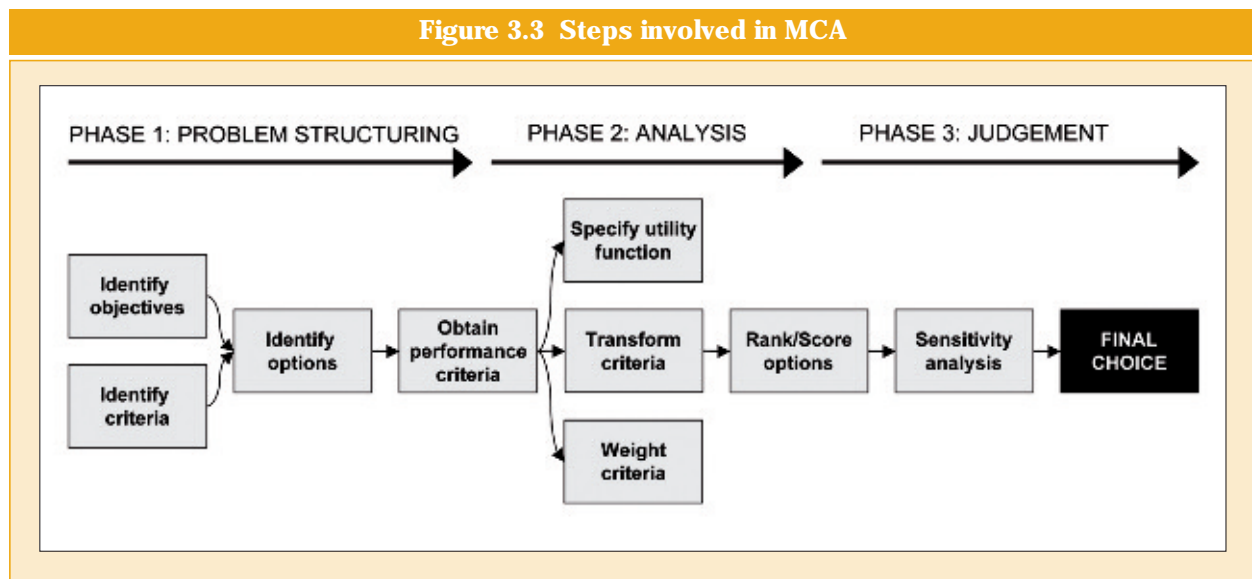 Figure 3.3 Steps involved in MCA
PHASE 1: PROBLEM STRUCTURING
PHASE 2: ANALYSIS
PHASE 3: JUDGEMENT
Identify
objectives
Identify
criteria
Identify
options
Obtain
performance
criteria
Specify utility
function
Transform
criteria
Weight
criteria
Rank/Score
options
Sensitivity
analysis
FINAL
CHOICE